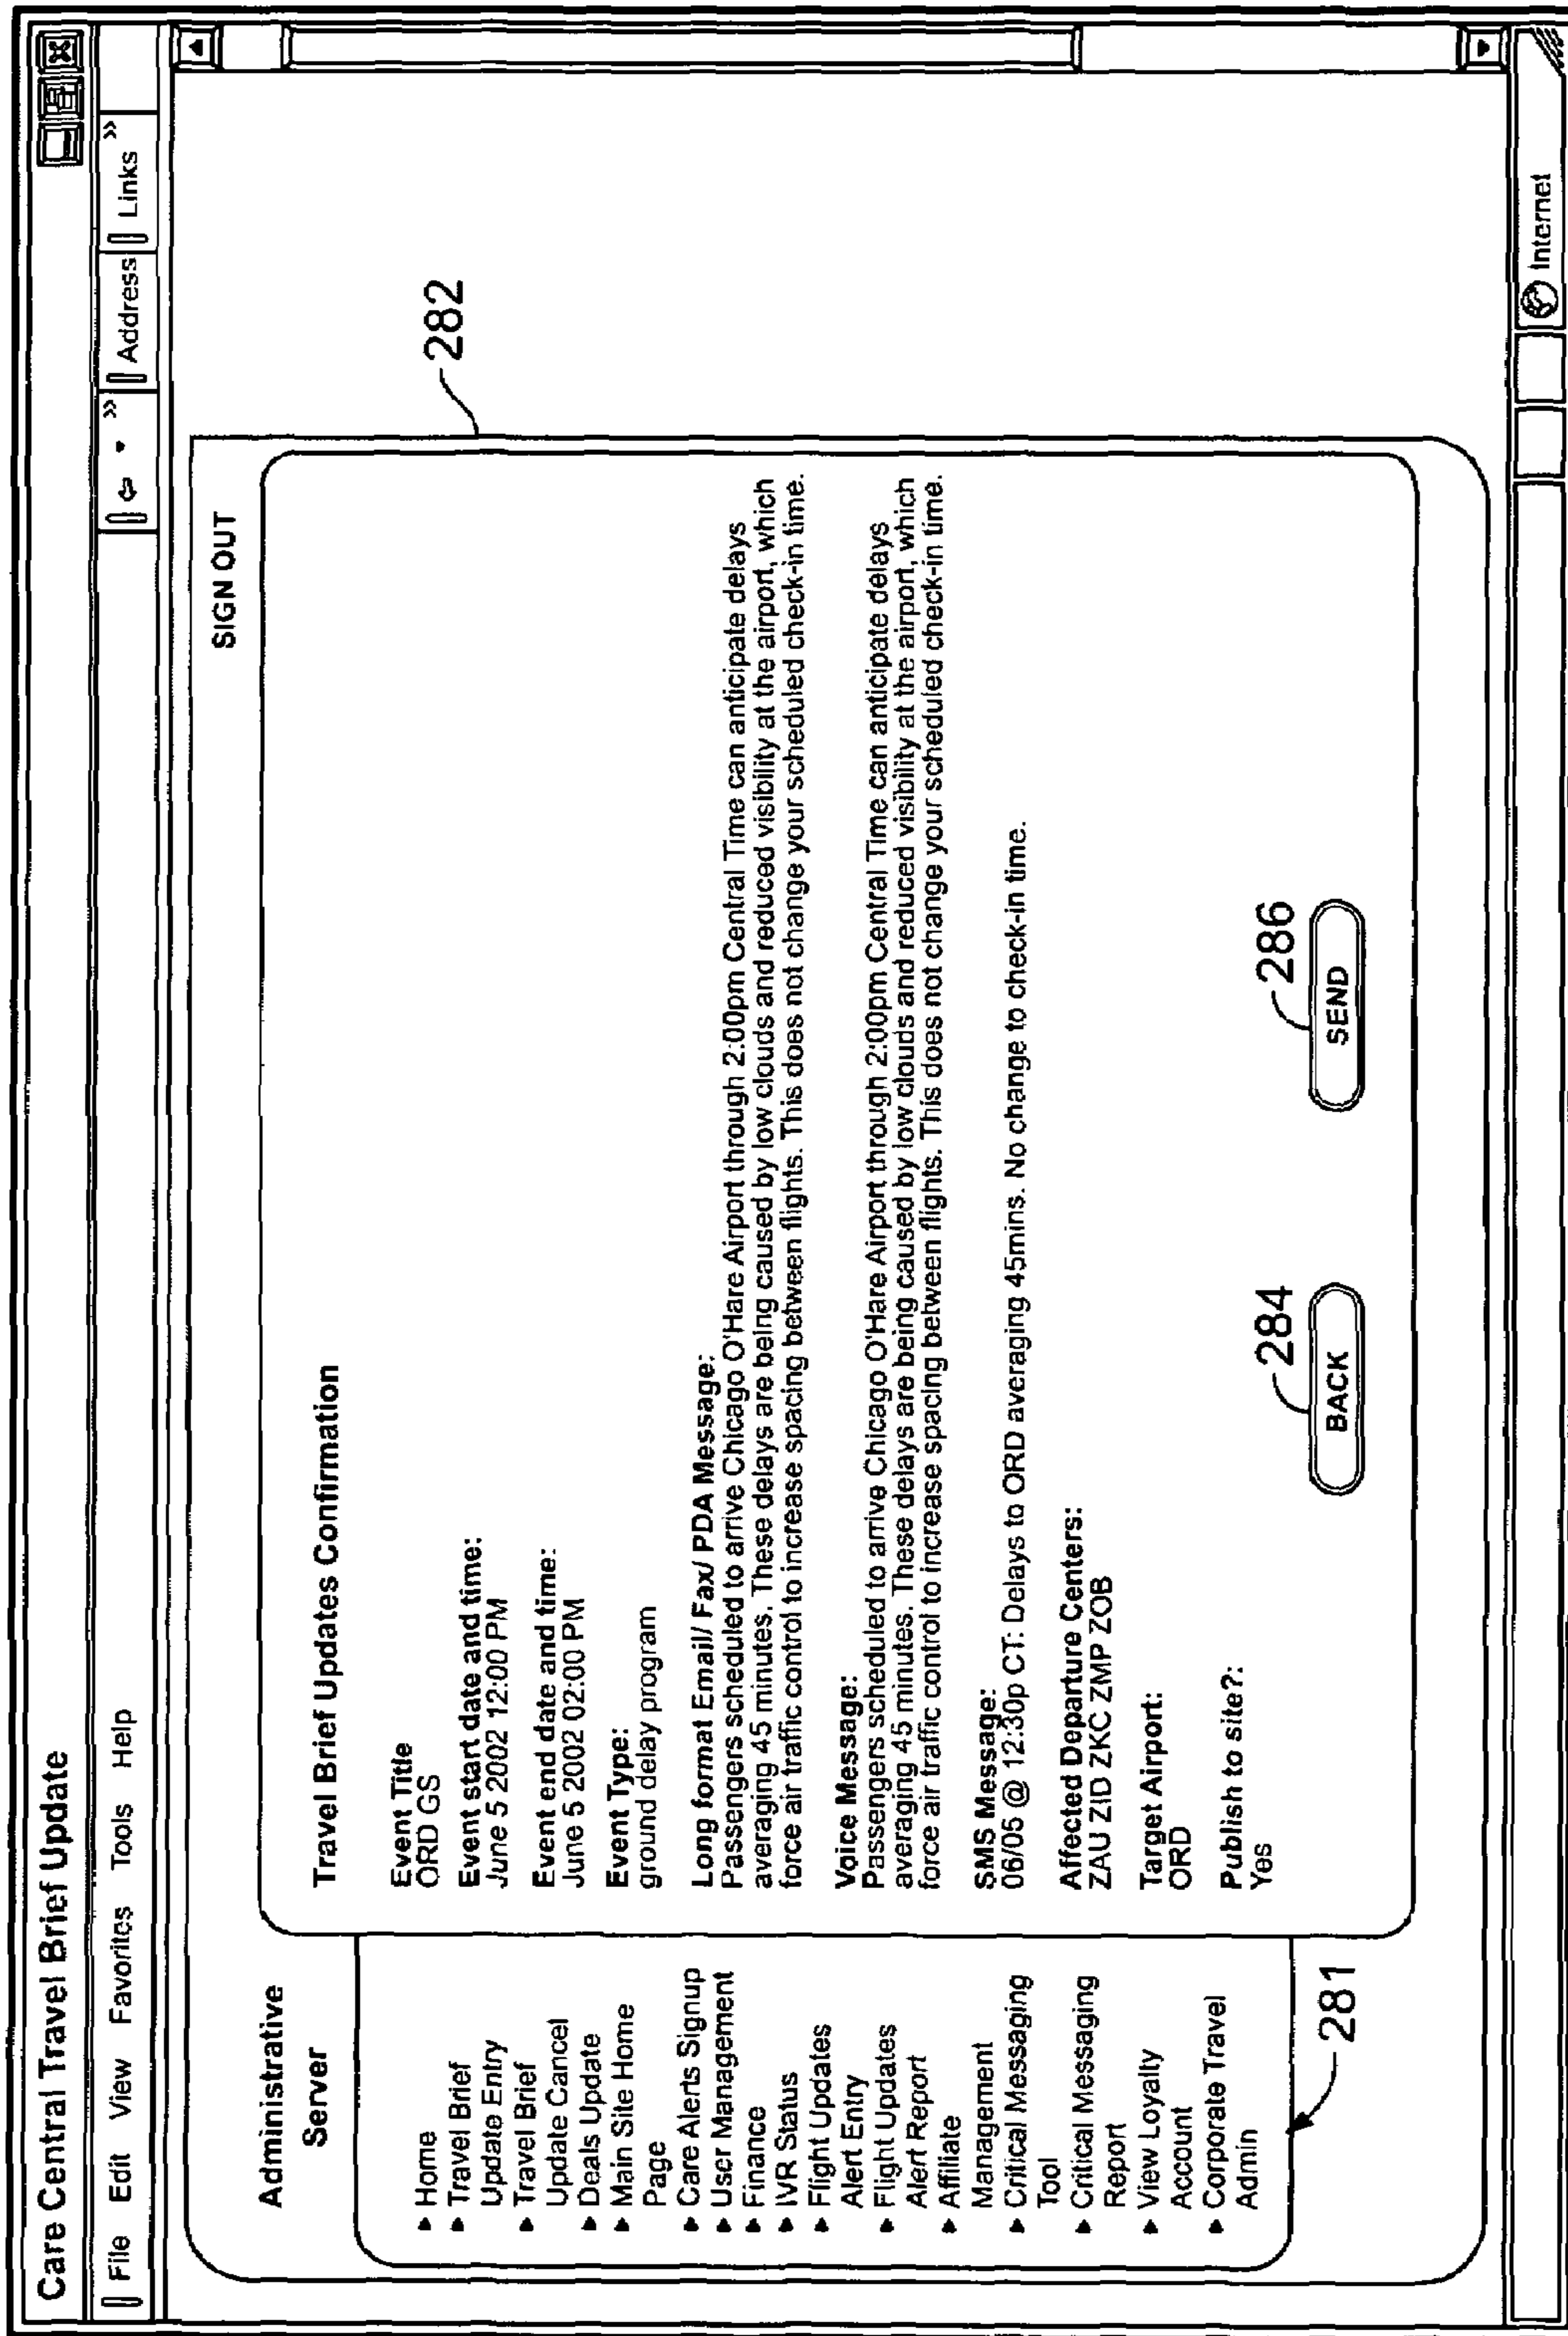 Care Central Travel Brief Update
File Edit View Favorites Tools Help
» Address Links »
SIGN OUT
Administrative
Server
Home
Travel Brief
Update Entry
Travel Brief
Update Cancel
Deals Update
Main Site Home
Page
Care Alerts Signup
User Management
Finance
IVR Status
Flight Updates
Alert Entry
Flight Updates
Alert Report
Affiliate
Management
Critical Messaging
Tool
Critical Messaging
Report
View Loyalty
Account
Corporate Travel
Admin
281
Travel Brief Updates Confirmation
Event Title
ORD GS
Event start date and time:
June 5 2002 12:00 PM
Event end date and time:
June 5 2002 02:00 PM
Event Type:
ground delay program
Long format Email/ Fax/ PDA Message:
Passengers scheduled to arrive Chicago O'Hare Airport through 2:00pm Central Time can anticipate delays
averaging 45 minutes. These delays are being caused by low clouds and reduced visibility at the airport, which
force air traffic control to increase spacing between flights. This does not change your scheduled check-in time.
Voice Message:
Passengers scheduled to arrive Chicago O'Hare Airport through 2:00pm Central Time can anticipate delays
averaging 45 minutes. These delays are being caused by low clouds and reduced visibility at the airport, which
force air traffic control to increase spacing between flights. This does not change your scheduled check-in time.
SMS Message:
06/05 @ 12:30p CT: Delays to ORD averaging 45mins. No change to check-in time.
Affected Departure Centers:
ZAU ZID ZKC ZMP ZOB
Target Airport:
ORD
Publish to site?:
Yes
284
BACK
286
SEND
282
Internet